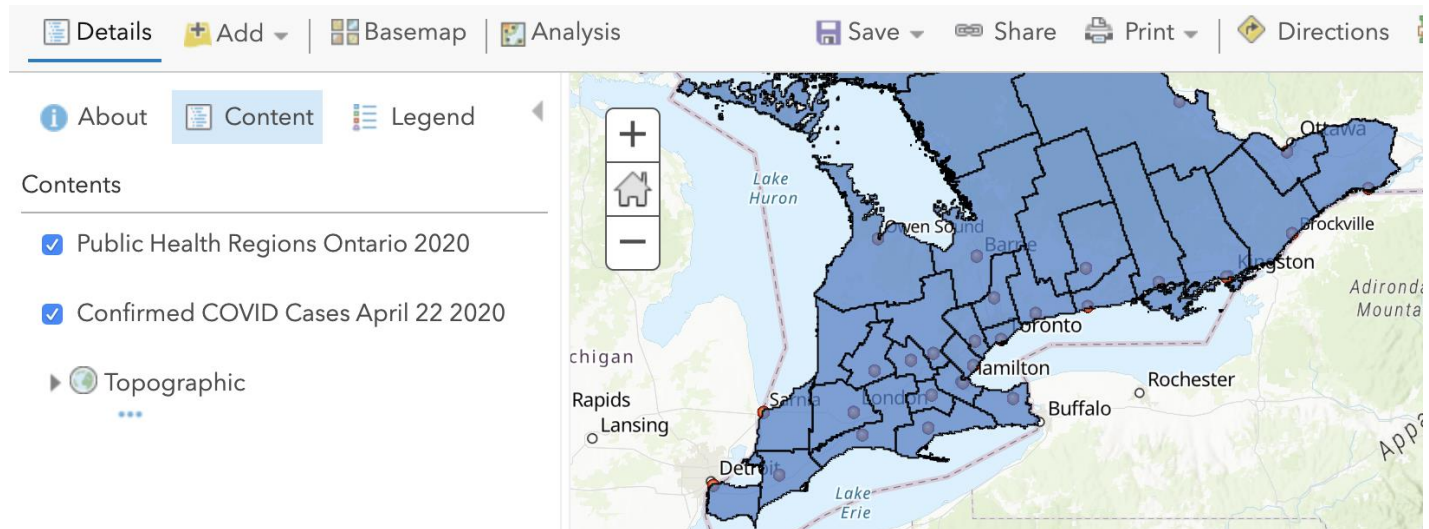 Details Add Basemap Analysis Save Share Print Directions
About Content Legend
Contents
Public Health Regions Ontario 2020
Confirmed COVID Cases April 22 2020
Topographic
Ottawa
Lake
Huron
Owen Sound
Barrie
Brockville
Kingston
Adironda
Mounta
Toronto
chigan
Hamilton
Rochester
Rapids
Sarnia
London
Buffalo
Lansing
Appa
Detroit
Lake
Erie